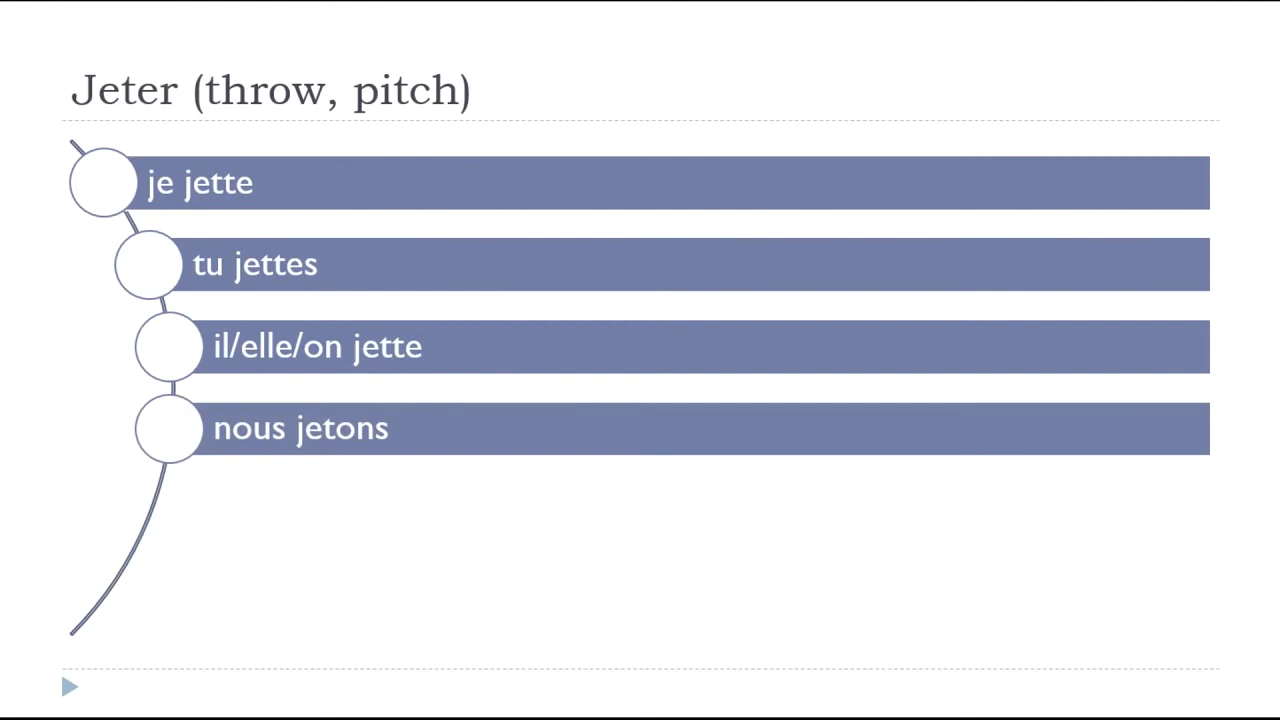 Jeter (throw, pitch)
je jette
tu jettes
il/elle/on jette
nous jetons